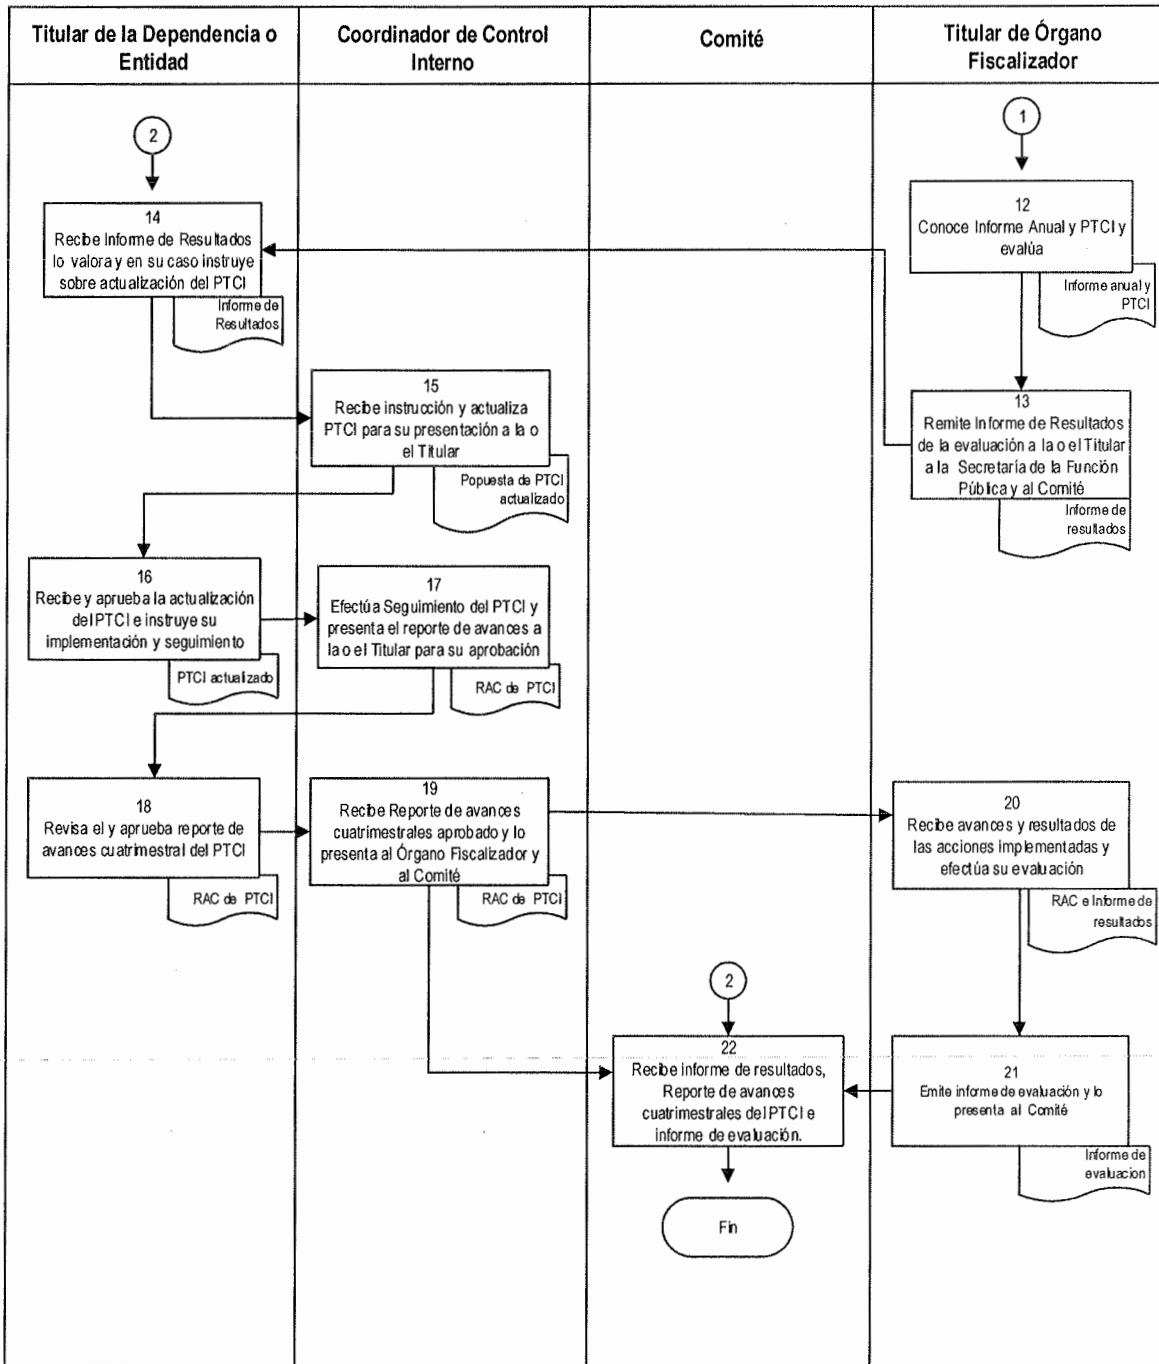 Titular de la Dependencia o
Entidad
Coordinador de Control
Interno
Comité
Titular de Órgano
Fiscalizador
2
1
14
Recibe Informe de Resultados
lo valora y en su caso instruye
sobre actualización del PTCI
Informe de
Resultados
12
Conoce Informe Anual y PTCI y
evalúa
Informe anual y
PTCI
15
Recibe instrucción y actualiza
PTCI para su presentación a la o
el Titular
Popuesta de PTCI
actualizado
13
Remite Informe de Resultados
de la evaluación a la o el Titular
a la Secretaría de la Función
Pública y al Comité
Informe de
resultados
16
Recibe y aprueba la actualización
del PTCI e instruye su
implementación y seguimiento
PTCI actualizado
17
Efectúa Seguimiento del PTCI y
presenta el reporte de avances a
la o el Titular para su aprobación
RAC de PTCI
18
Revisa el y aprueba reporte de
avances cuatrimestral del PTCI
RAC de PTCI
19
Recibe Reporte de avances
cuatrimestrales aprobado y lo
presenta al Órgano Fiscalizador y
al Comité
RAC de PTCI
20
Recibe avances y resultados de
las acciones implementadas y
efectúa su evaluación
RAC e Informe de
resultados
2
22
Recibe informe de resultados,
Reporte de avances
cuatrimestrales del PTCI e
informe de evaluación.
21
Emite informe de evaluación y lo
presenta al Comité
Informe de
evaluacion
Fin